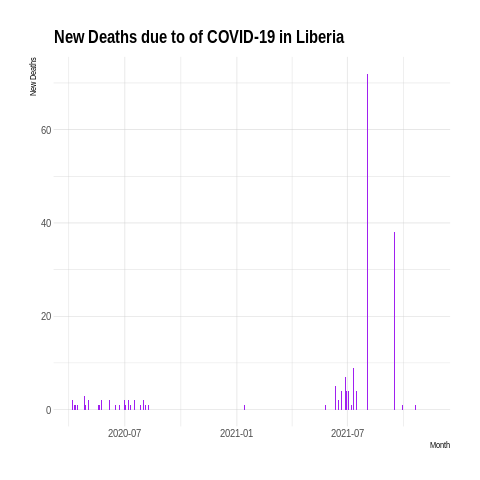 New Deaths due to of COVID-19 in Liberia
New Deaths
60
40
20
0
2020-07
2021-01
2021-07
Month